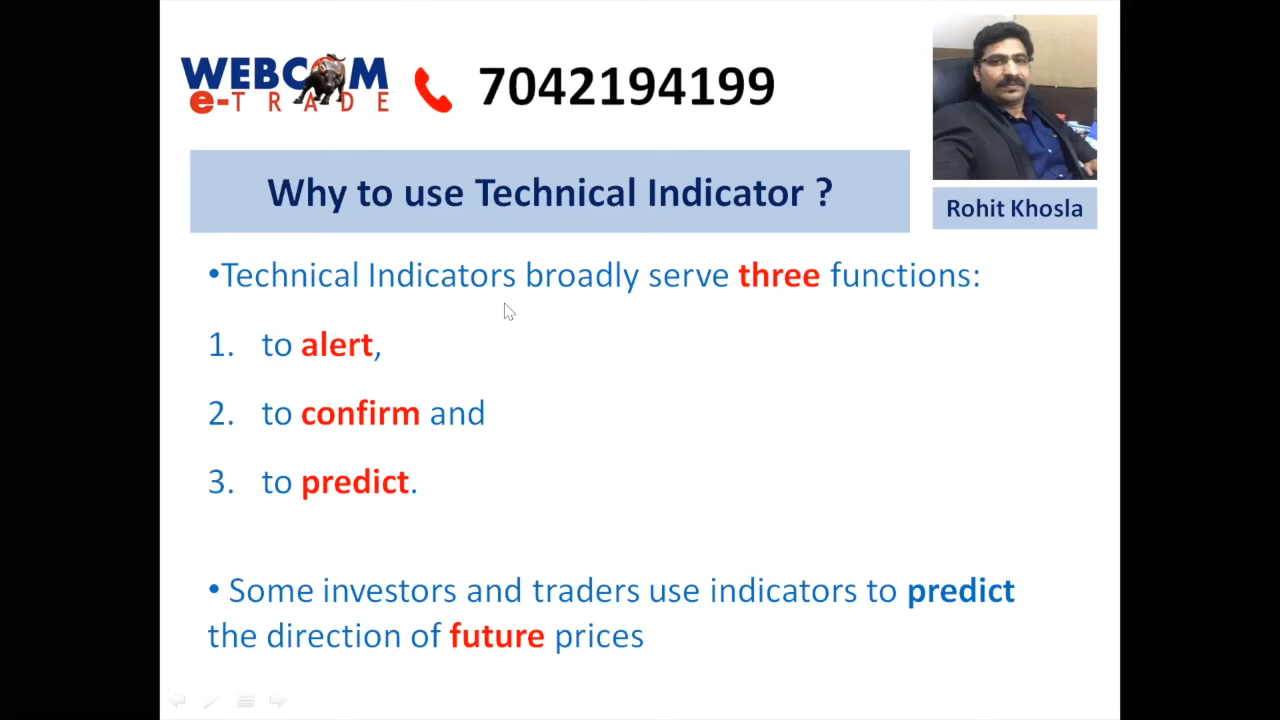 WEBCOM
e-TRADE
7042194199
Why to use Technical Indicator ?
Rohit Khosla
•Technical Indicators broadly serve three functions:
1. to alert,
2. to confirm and
3. to predict.
• Some investors and traders use indicators to predict
the direction of future prices